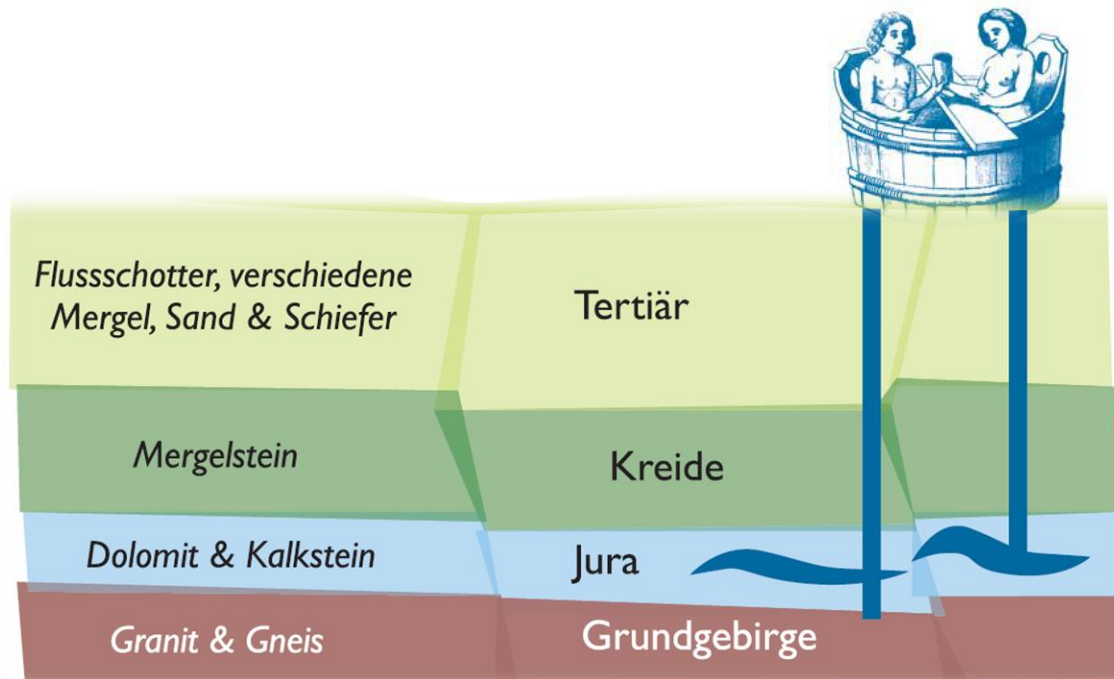 Flussschotter, verschiedene
Mergel, Sand & Schiefer
Tertiär
Mergelstein
Kreide
Dolomit & Kalkstein
Jura
Granit & Gneis
Grundgebirge